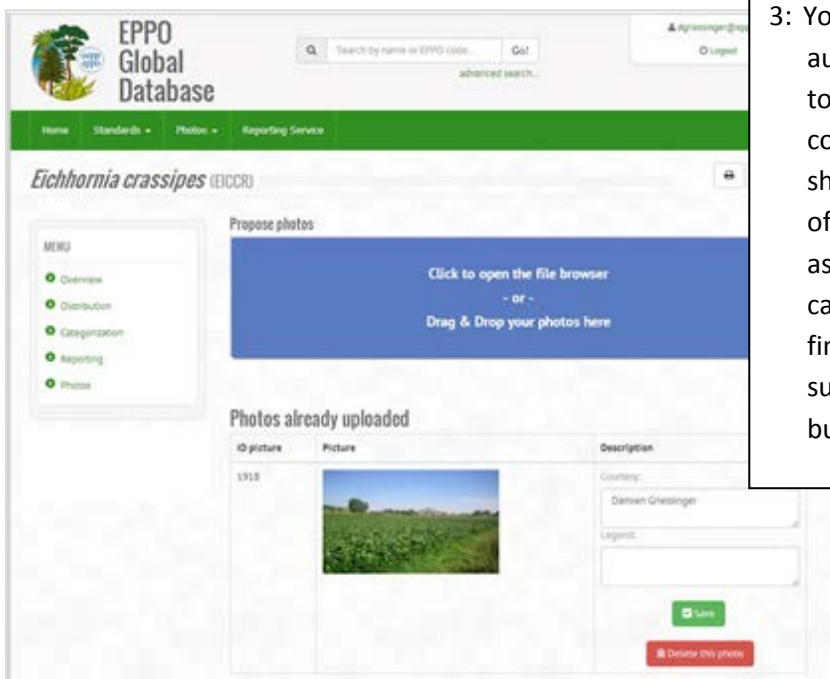 EPPO
Global
Database
Search by name or EPPO code... Go!
advanced search...
Logout
Home Standards Photos Reporting Service
Eichhornia crassipes (EICCR)
MENU
Overview
Distribution
Categorization
Reporting
Photos
Propose photos
Click to open the file browser
- or -
Drag & Drop your photos here
Photos already uploaded
ID picture Picture Description
1918
Courtesy:
Damien Griessinger
Legend:
Save
Delete this photo
3: Yo
au
to
co
sh
of
as
ca
fir
su
bu